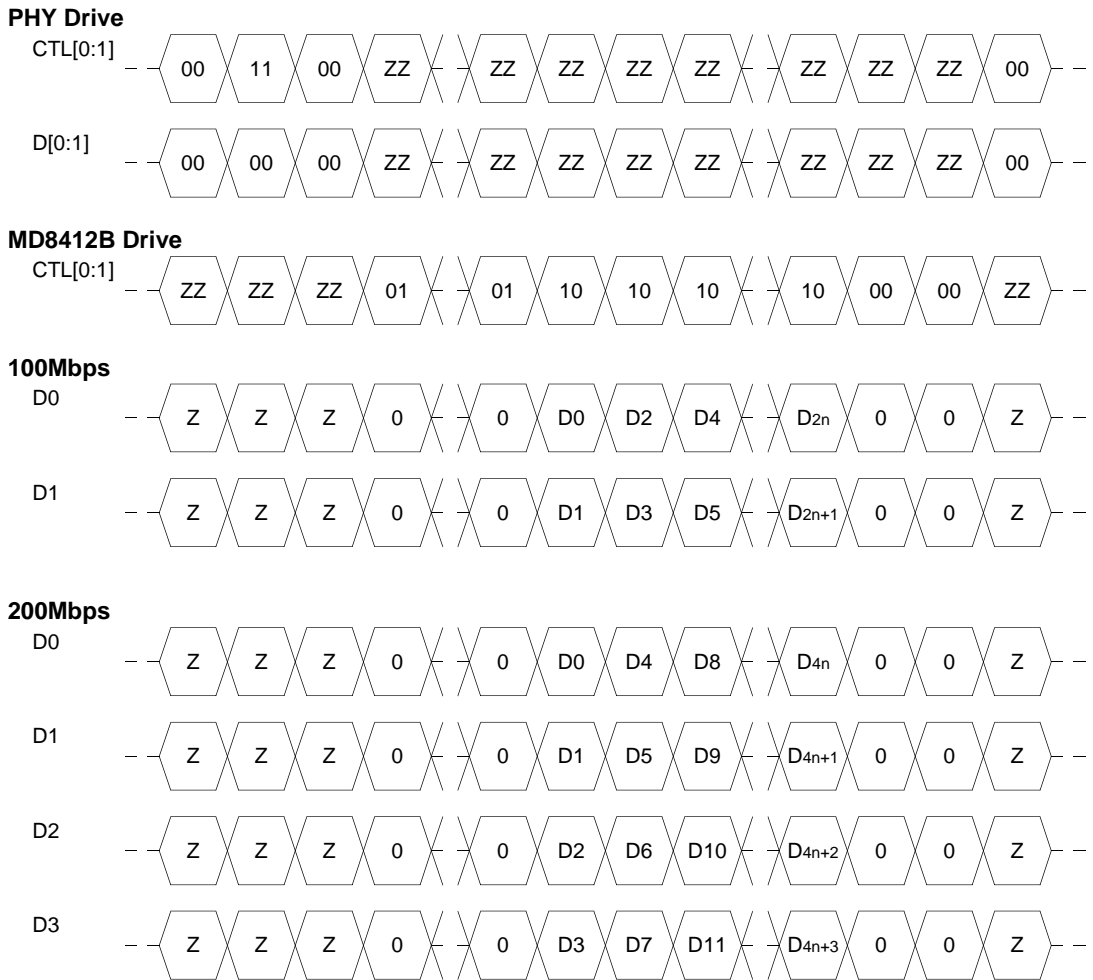 PHY Drive
CTL[0:1]
00 11 00 ZZ ZZ ZZ ZZ ZZ ZZ ZZ ZZ 00
D[0:1]
00 00 00 ZZ ZZ ZZ ZZ ZZ ZZ ZZ ZZ 00
MD8412B Drive
CTL[0:1]
ZZ ZZ ZZ 01 01 10 10 10 10 00 00 ZZ
100Mbps
D0
Z Z Z 0 0 D0 D2 D4 D2n 0 0 Z
D1
Z Z Z 0 0 D1 D3 D5 D2n+1 0 0 Z
200Mbps
D0
Z Z Z 0 0 D0 D4 D8 D4n 0 0 Z
D1
Z Z Z 0 0 D1 D5 D9 D4n+1 0 0 Z
D2
Z Z Z 0 0 D2 D6 D10 D4n+2 0 0 Z
D3
Z Z Z 0 0 D3 D7 D11 D4n+3 0 0 Z